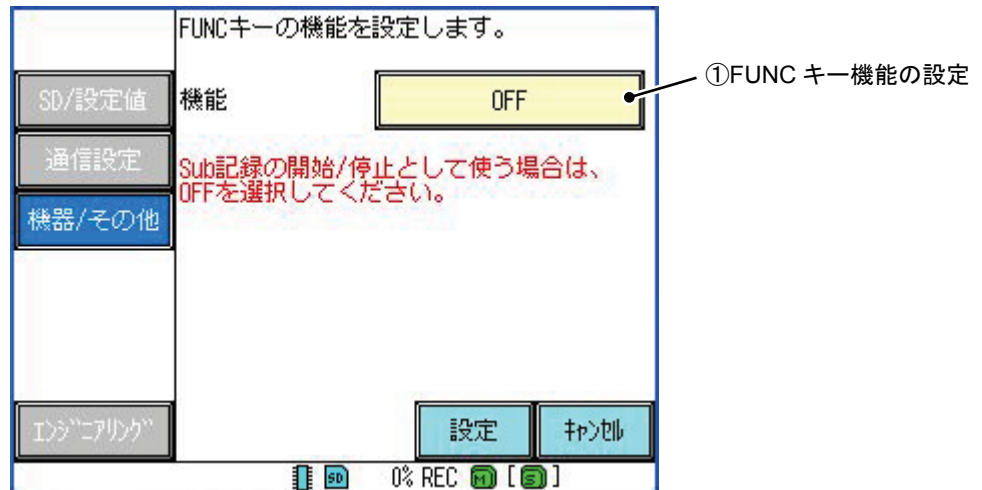 FUNCキーの機能を設定します。
①FUNC キー機能の設定
SD/設定値
機能
OFF
通信設定
Sub記録の開始/停止として使う場合は、
OFFを選択してください。
機器/その他
エンジニアリング
設定
キャンセル
SD
0% REC M [S]